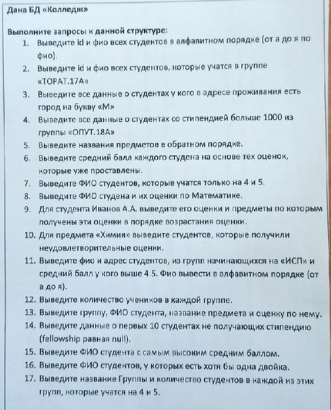 Дана БД «Колледж»
Выполните запросы к данной структуре:
1. Выведите id и фио всех студентов в алфавитном порядке (от а до я по
фио).
2. Выведите id и фио всех студентов, которые учатся в группе
«ТОРАТ.17А»
3. Выведите все данные о студентах у кого в адресе проживания есть
город на букву «М»
4. Выведите все данные о студентах со стипендией больше 1000 из
группы «ОПУТ.18А»
5. Выведите названия предметов в обратном порядке.
6. Выведите средний балл каждого студена на основе тех оценок,
которые уже проставлены.
7. Выведите ФИО студентов, которые учатся только на 4 и 5.
8. Выведите ФИО студена и их оценки по Математике.
9. Для студента Иванов А.А. выведите его оценки и предметы по которым
получены эти оценки в порядке возрастания оценки.
10. Для предмета «Химия» выведите студентов, которые получили
неудовлетворительные оценки.
11. Выведите фио и адрес студентов, из групп начинающихся на «ИСП» и
средний балл у кого выше 4.5. Фио вывести в алфавитном порядке (от
а до я).
12. Выведите количество учеников в каждой группе.
13. Выведите группу, ФИО студента, название предмета и оценку по нему.
14. Выведите данные о первых 10 студентах не получающих стипендию
(fellowship равная null).
15. Выведите ФИО студента с самым высоким средним баллом.
16. Выведите ФИО студентов, у которых есть хотя бы одна двойка.
17. Выведите название Группы и количество студентов в каждой из этих
групп, которые учатся на 4 и 5.